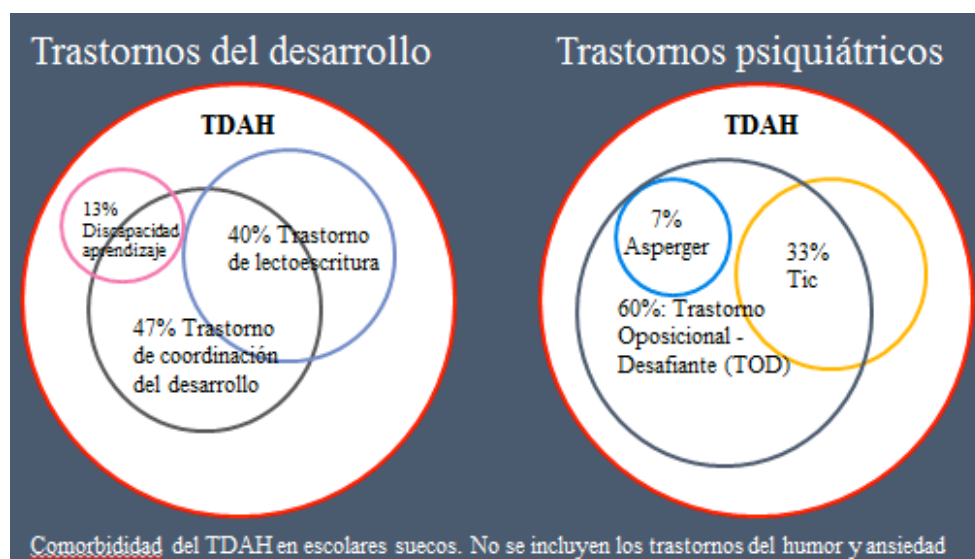 Trastornos del desarrollo
TDAH
13%
Discapacidad
aprendizaje
40% Trastorno
de lectoescritura
47% Trastorno
de coordinación
del desarrollo
Trastornos psiquiátricos
TDAH
7%
Asperger
33%
Tic
60%: Trastorno
Oposicional -
Desafiante (TOD)
Comorbididad del TDAH en escolares suecos. No se incluyen los trastornos del humor y ansiedad